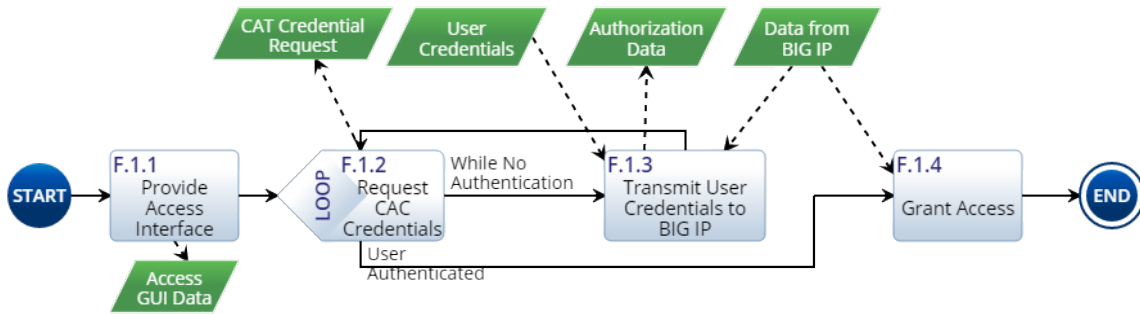 CAT Credential
Request
User
Credentials
Authorization
Data
Data from
BIG IP
START
F.1.1
Provide
Access
Interface
LOOP
F.1.2
Request
CAC
Credentials
While No
Authentication
F.1.3
Transmit User
Credentials to
BIG IP
F.1.4
Grant Access
END
User
Authenticated
Access
GUI Data